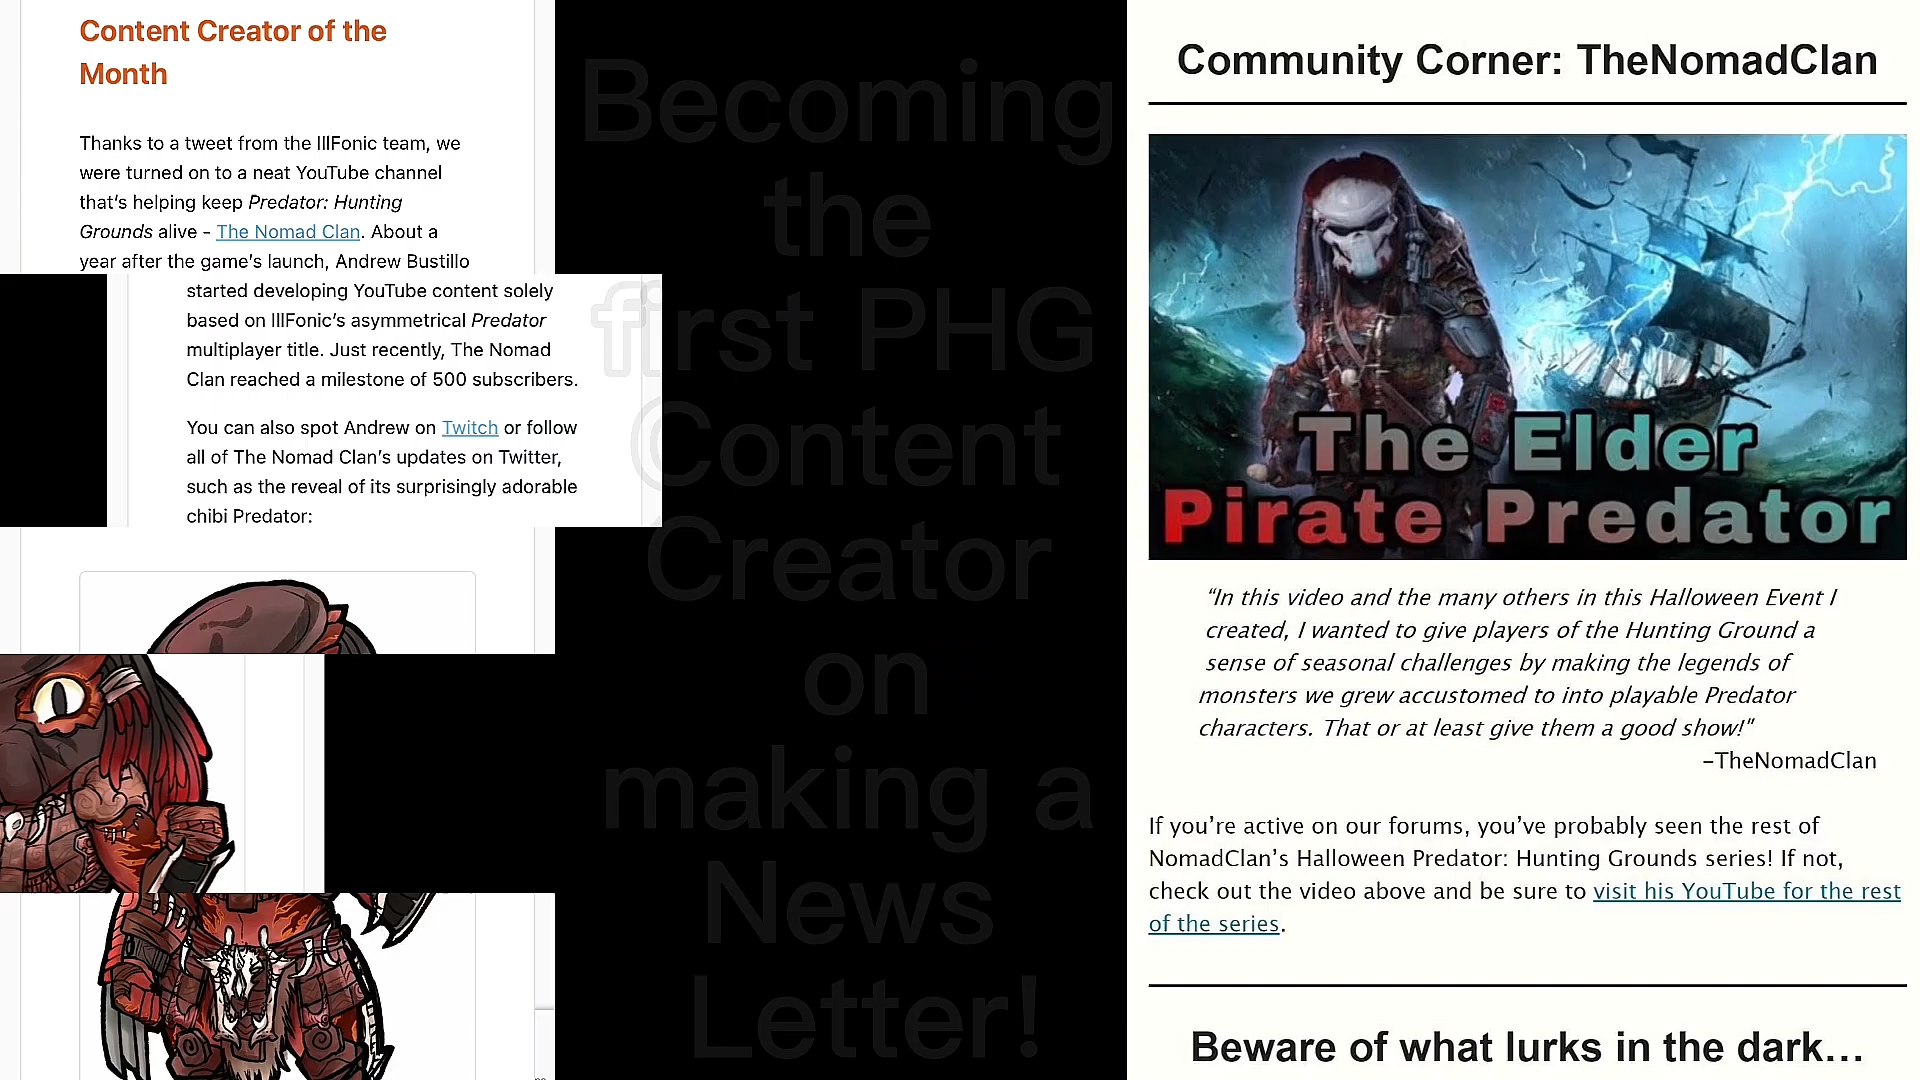 Content Creator of the
Month
Thanks to a tweet from the IllFonic team, we
were turned on to a neat YouTube channel
that's helping keep Predator: Hunting
Grounds alive - The Nomad Clan. About a
year after the game's launch, Andrew Bustillo
started developing YouTube content solely
based on IllFonic's asymmetrical Predator
multiplayer title. Just recently, The Nomad
Clan reached a milestone of 500 subscribers.
You can also spot Andrew on Twitch or follow
all of The Nomad Clan's updates on Twitter,
such as the reveal of its surprisingly adorable
chibi Predator:
Becoming
the
first PHG
Content
Creator
on
making a
News
Letter!
Community Corner: TheNomadClan
The Elder
Pirate Predator
“In this video and the many others in this Halloween Event I
created, I wanted to give players of the Hunting Ground a
sense of seasonal challenges by making the legends of
monsters we grew accustomed to into playable Predator
characters. That or at least give them a good show!"
–TheNomadClan
If you’re active on our forums, you’ve probably seen the rest of
NomadClan’s Halloween Predator: Hunting Grounds series! If not,
check out the video above and be sure to visit his YouTube for the rest
of the series.
Beware of what lurks in the dark…